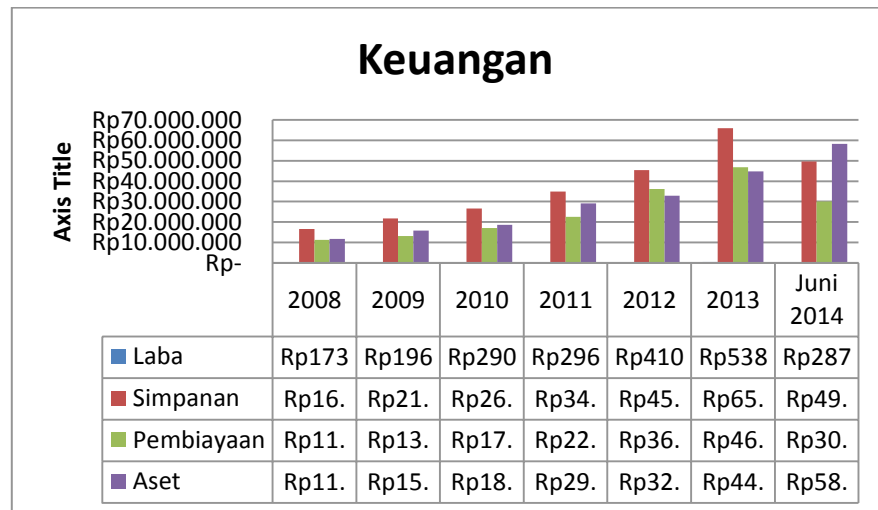 Keuangan
Axis Title
Rp70.000.000
Rp60.000.000
Rp50.000.000
Rp40.000.000
Rp30.000.000
Rp20.000.000
Rp10.000.000
Rp-
2008 2009 2010 2011 2012 2013 Juni 2014
Laba Rp173 Rp196 Rp290 Rp296 Rp410 Rp538 Rp287
Simpanan Rp16. Rp21. Rp26. Rp34. Rp45. Rp65. Rp49.
Pembiayaan Rp11. Rp13. Rp17. Rp22. Rp36. Rp46. Rp30.
Aset Rp11. Rp15. Rp18. Rp29. Rp32. Rp44. Rp58.